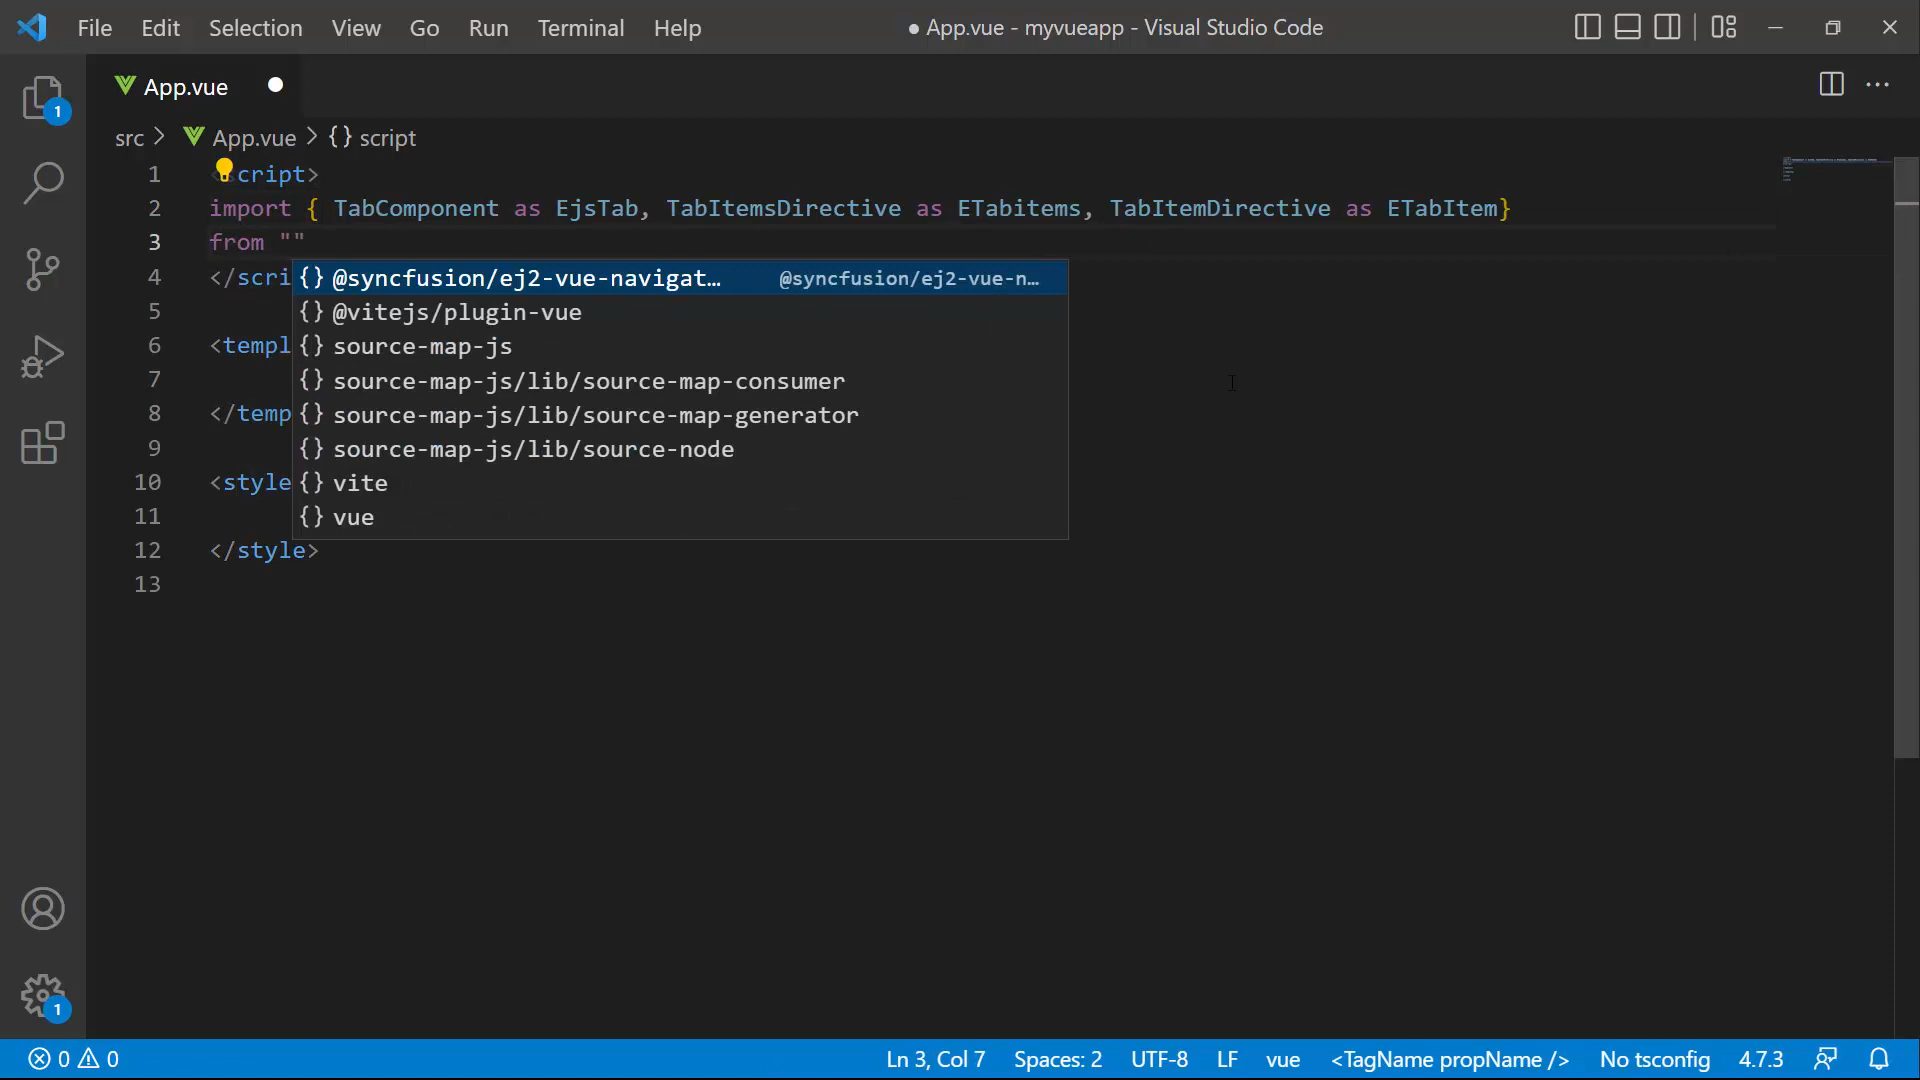 File Edit Selection View Go Run Terminal Help
● App.vue - myvueapp - Visual Studio Code
1
App.vue
src > App.vue > {} script
1 cript>
2 import { TabComponent as EjsTab, TabItemsDirective as ETabitems, TabItemDirective as ETabItem}
3 from ""
4 </scri
{} @syncfusion/ej2-vue-navigat… @syncfusion/ej2-vue-n…
5
{} @vitejs/plugin-vue
6 <templ
{} source-map-js
7
{} source-map-js/lib/source-map-consumer
8 </temp
{} source-map-js/lib/source-map-generator
9
{} source-map-js/lib/source-node
10 <style
{} vite
11
{} vue
12 </style>
13
1
0 0
Ln 3, Col 7 Spaces: 2 UTF-8 LF vue <TagName propName /> No tsconfig 4.7.3